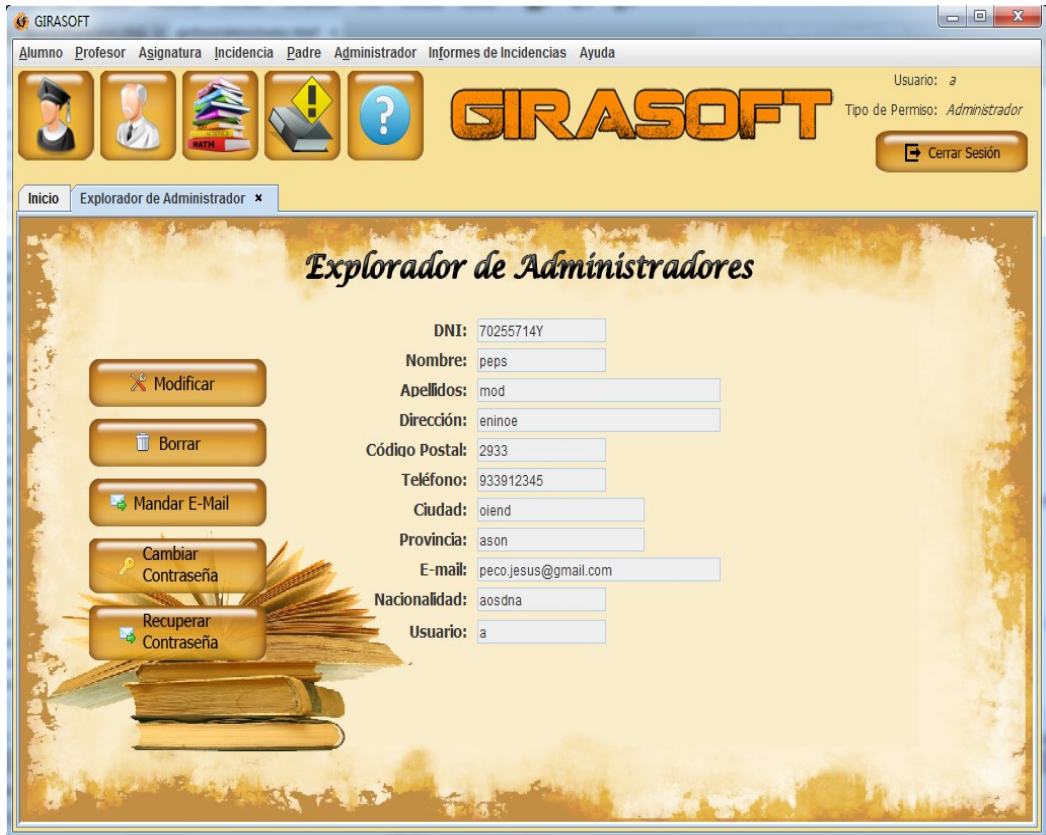 GIRASOFT
Alumno Profesor Asignatura Incidencia Padre Administrador Informes de Incidencias Ayuda
MATH
?
GIRASOFT
Usuario: a
Tipo de Permiso: Administrador
Cerrar Sesión
Inicio Explorador de Administrador x
Explorador de Administradores
DNI: 70255714Y
Nombre: peps
Apellidos: mod
Dirección: eninoe
Código Postal: 2933
Teléfono: 933912345
Ciudad: oiend
Provincia: ason
E-mail: peco.jesus@gmail.com
Nacionalidad: aosdna
Usuario: a
Modificar
Borrar
Mandar E-Mail
Cambiar
Contraseña
Recuperar
Contraseña